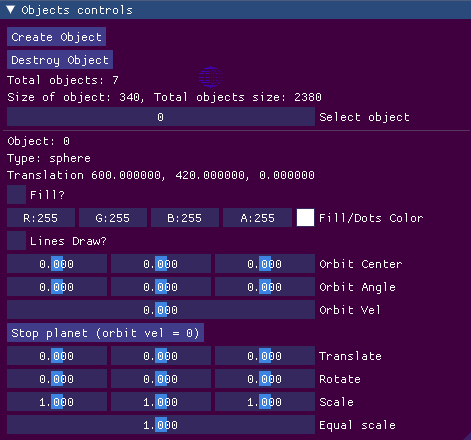 Objects controls
Create Object
Destroy Object
Total objects: 7
Size of object: 340, Total objects size: 2380
0 Select object
Object: 0
Type: sphere
Translation 600.000000, 420.000000, 0.000000
Fill?
R:255 G:255 B:255 A:255 Fill/Dots Color
Lines Draw?
0.000 0.000 0.000 Orbit Center
0.000 0.000 0.000 Orbit Angle
0.000 Orbit Vel
Stop planet (orbit vel = 0)
0.000 0.000 0.000 Translate
0.000 0.000 0.000 Rotate
1.000 1.000 1.000 Scale
1.000 Equal scale